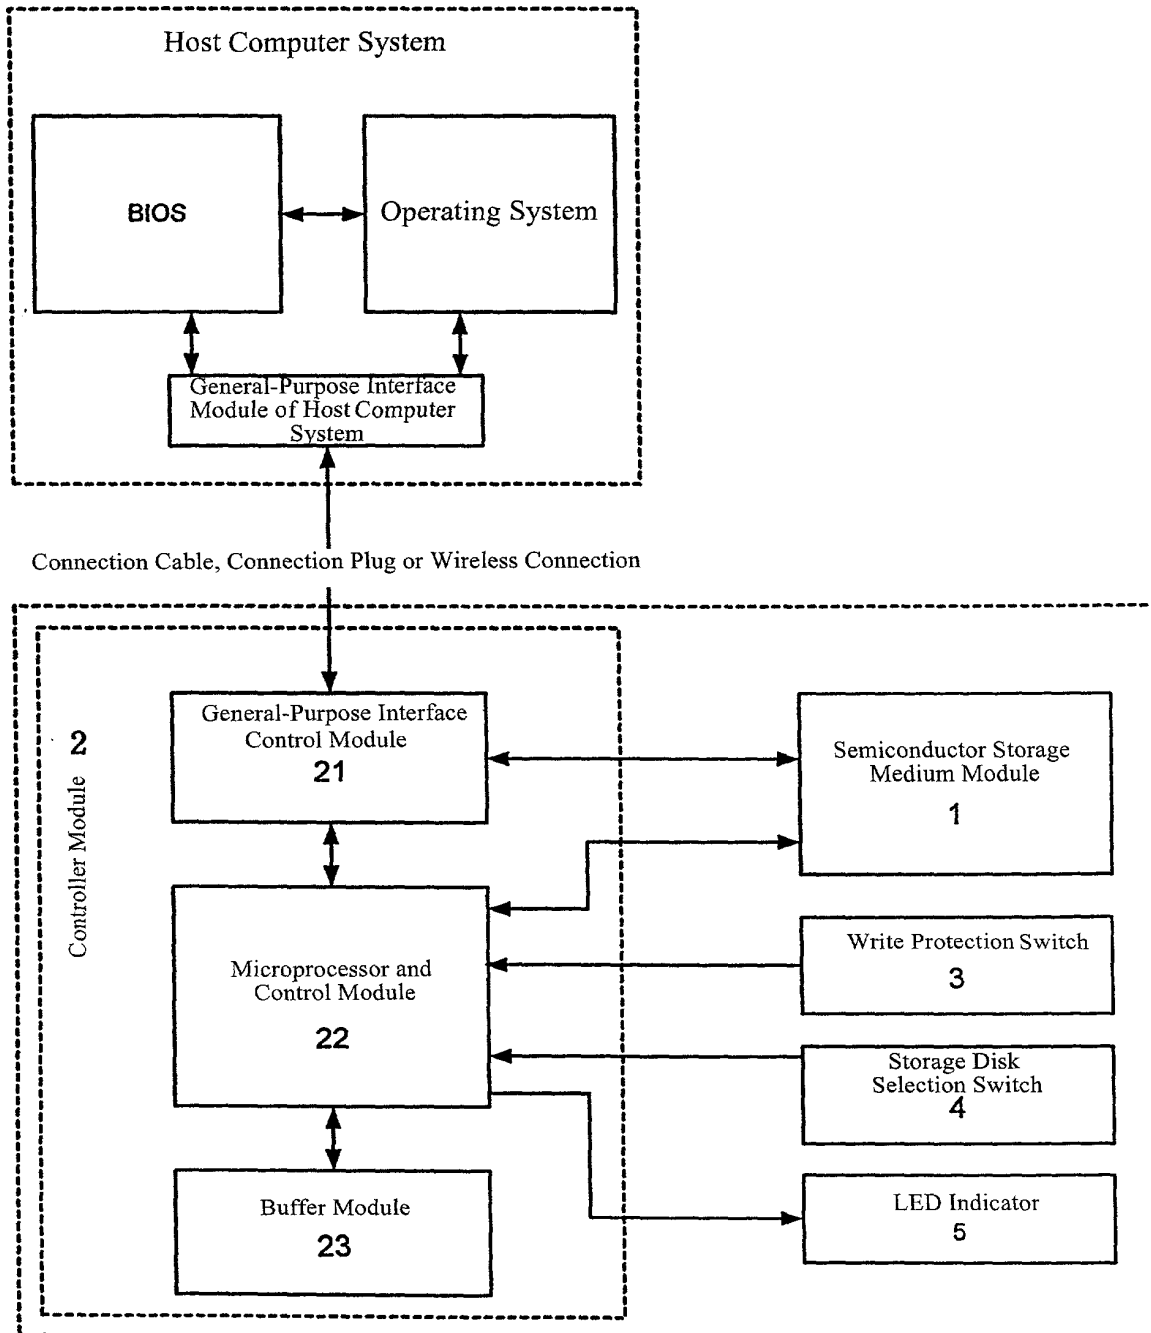 Host Computer System
BIOS
Operating System
General-Purpose Interface
Module of Host Computer
System
Connection Cable, Connection Plug or Wireless Connection
Controller Module 2
General-Purpose Interface
Control Module
21
Semiconductor Storage
Medium Module
1
Microprocessor and
Control Module
22
Write Protection Switch
3
Storage Disk
Selection Switch
4
Buffer Module
23
LED Indicator
5